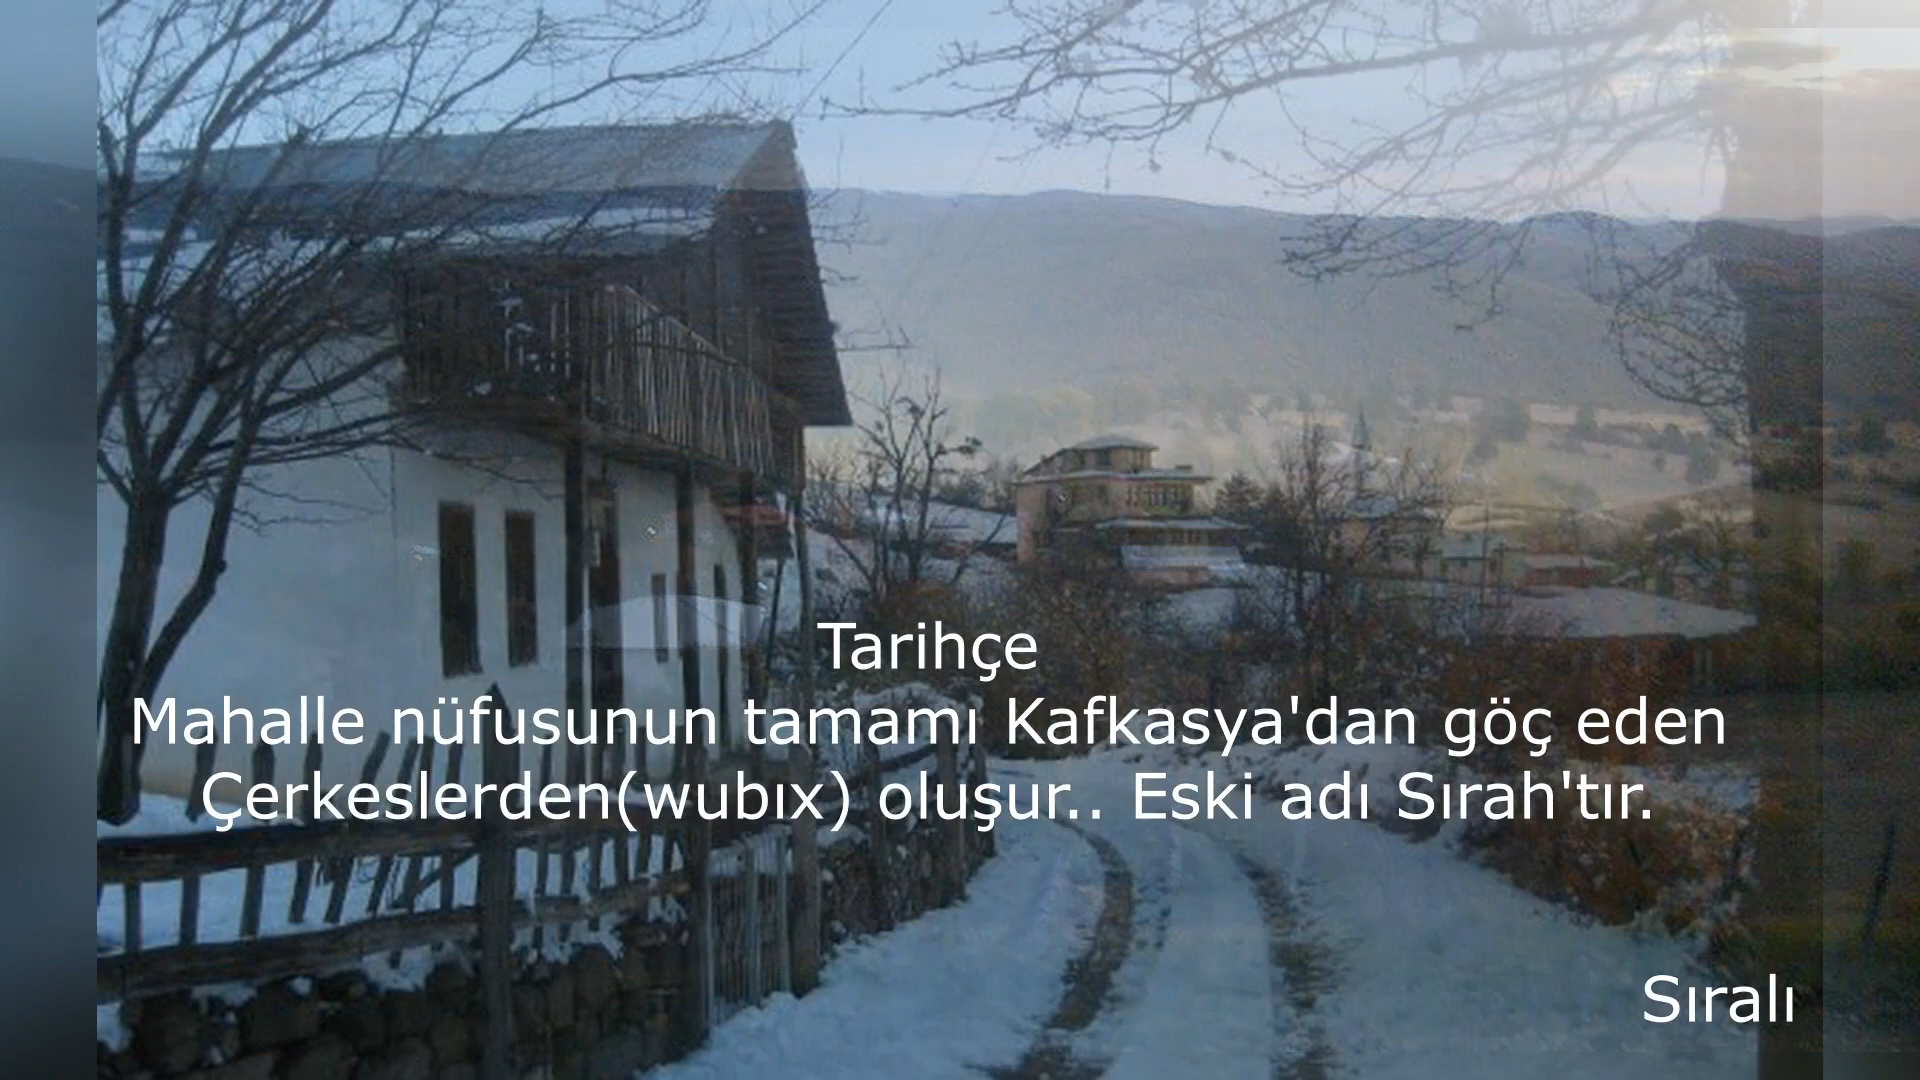 Tarihçe
Mahalle nüfusunun tamamı Kafkasya'dan göç eden
Çerkeslerden(wubıx) oluşur.. Eski adı Sırah'tır.
Sıralı